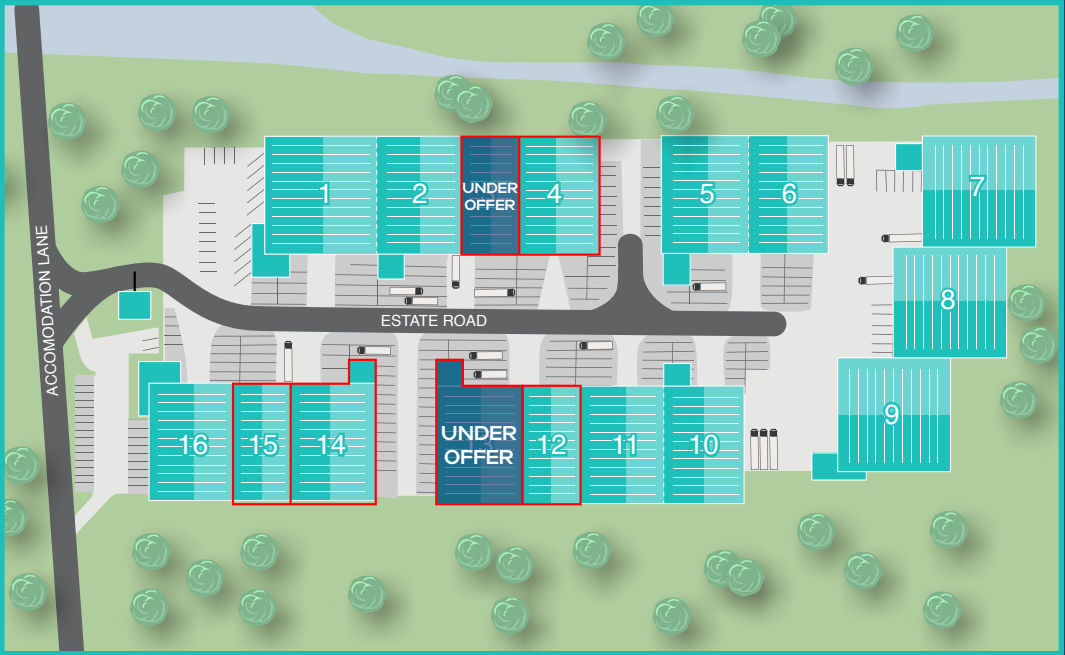 1
2
UNDER
OFFER
4
5
6
7
8
ACCOMODATION LANE
ESTATE ROAD
9
16
15
14
UNDER
OFFER
12
11
10